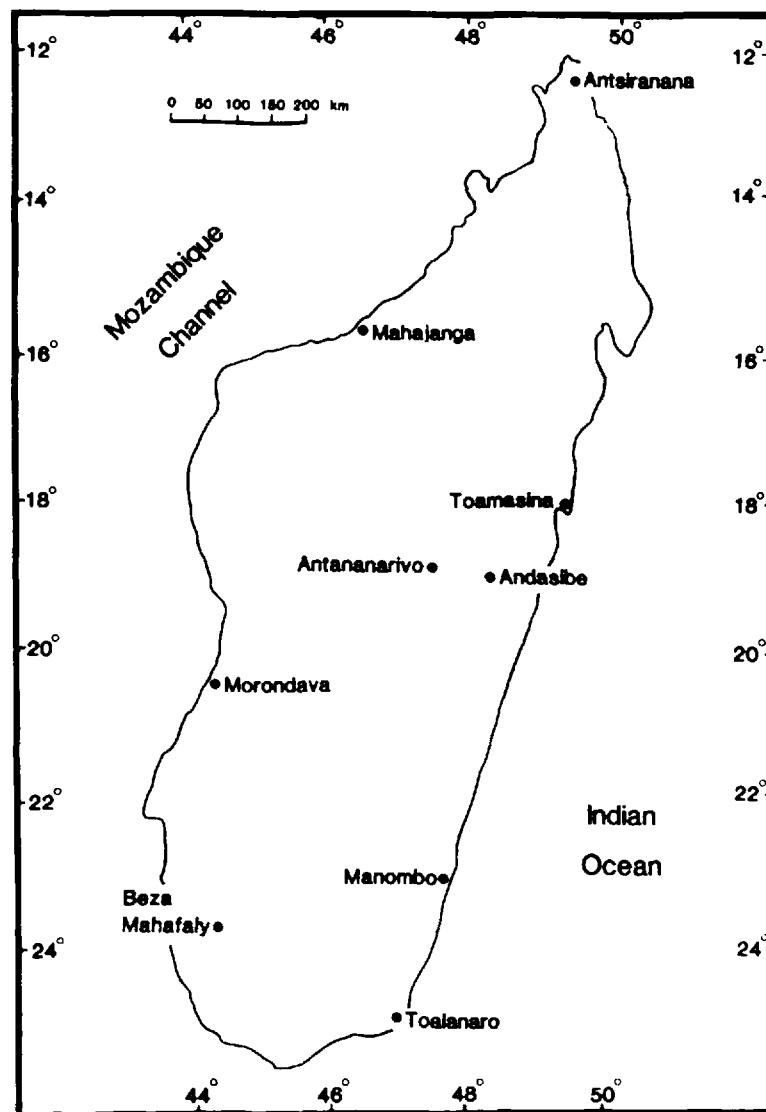 44° 46° 48° 50°
12° 12°
Antsiranana
0 50 100 200 km
14° 14°
Mozambique
Channel
Mahajanga
16° 16°
18° Toamasina 18°
Antananarivo Andasibe
20° 20°
Morondava
22° 22°
Indian
Ocean
Manombo
Beza
Mahafaly
24° 24°
Toalanaro
44° 46° 48° 50°